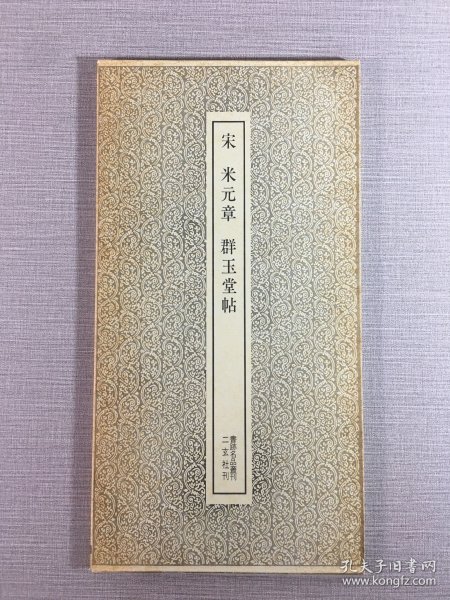 宋 米元章 群玉堂帖
書跡名品叢刊
二玄社刊
孔夫子旧书网
www.kongfz.com